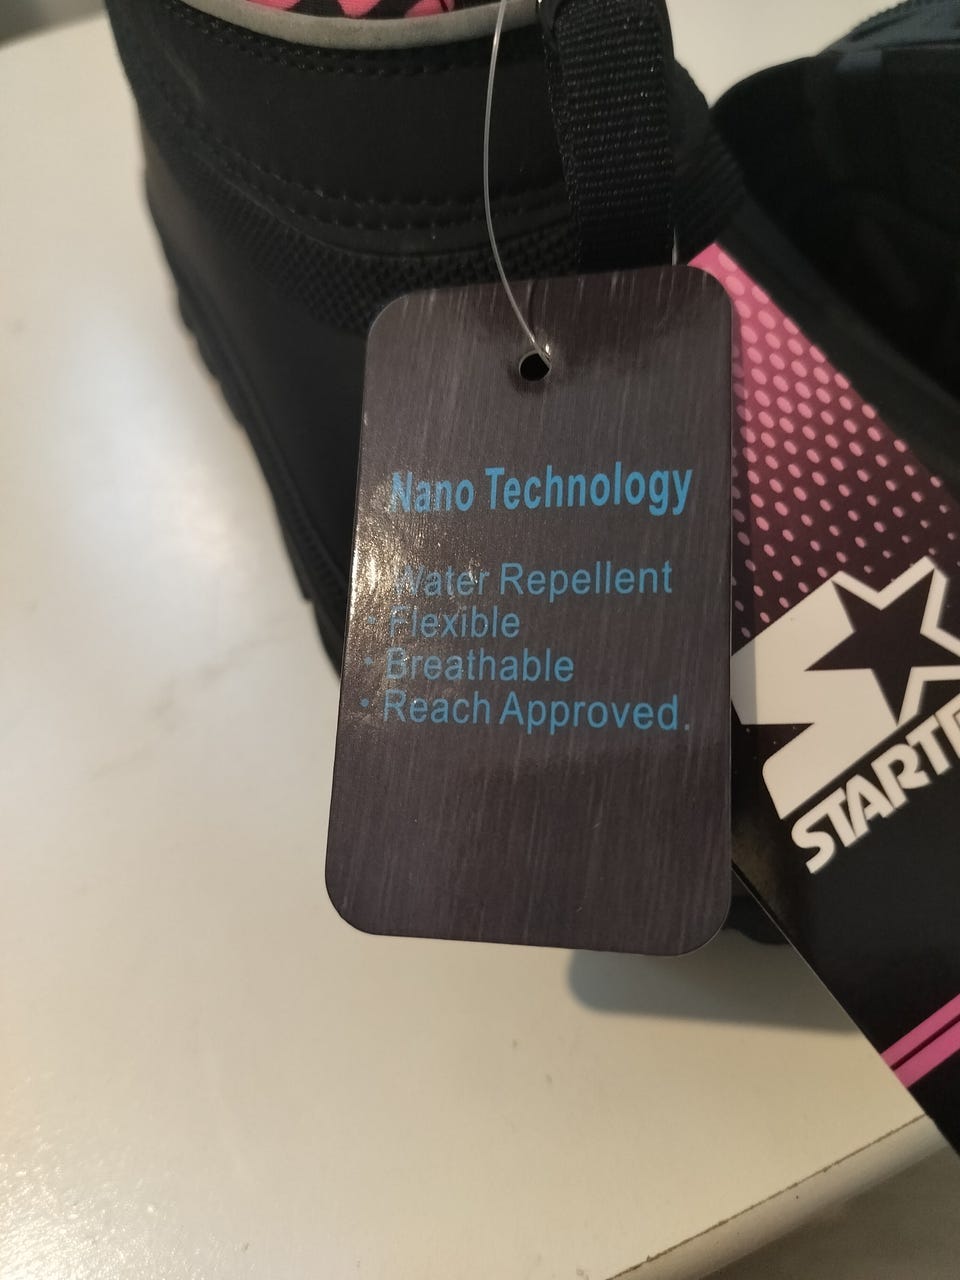 Nano Technology
Water Repellent
• Flexible
• Breathable
• Reach Approved.
STARTE